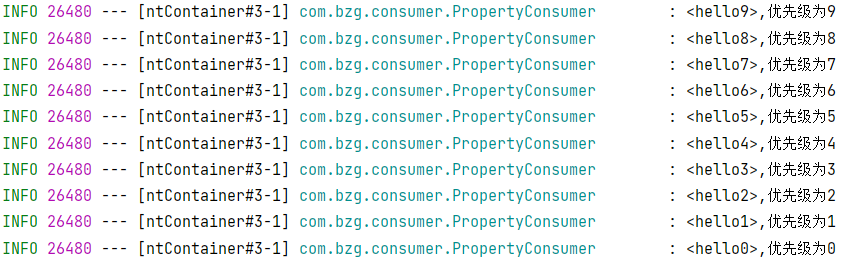 INFO 26480 --- [ntContainer#3-1] com.bzg.consumer.PropertyConsumer : <hello9>,优先级为9
INFO 26480 --- [ntContainer#3-1] com.bzg.consumer.PropertyConsumer : <hello8>,优先级为8
INFO 26480 --- [ntContainer#3-1] com.bzg.consumer.PropertyConsumer : <hello7>,优先级为7
INFO 26480 --- [ntContainer#3-1] com.bzg.consumer.PropertyConsumer : <hello6>,优先级为6
INFO 26480 --- [ntContainer#3-1] com.bzg.consumer.PropertyConsumer : <hello5>,优先级为5
INFO 26480 --- [ntContainer#3-1] com.bzg.consumer.PropertyConsumer : <hello4>,优先级为4
INFO 26480 --- [ntContainer#3-1] com.bzg.consumer.PropertyConsumer : <hello3>,优先级为3
INFO 26480 --- [ntContainer#3-1] com.bzg.consumer.PropertyConsumer : <hello2>,优先级为2
INFO 26480 --- [ntContainer#3-1] com.bzg.consumer.PropertyConsumer : <hello1>,优先级为1
INFO 26480 --- [ntContainer#3-1] com.bzg.consumer.PropertyConsumer : <hello0>,优先级为0